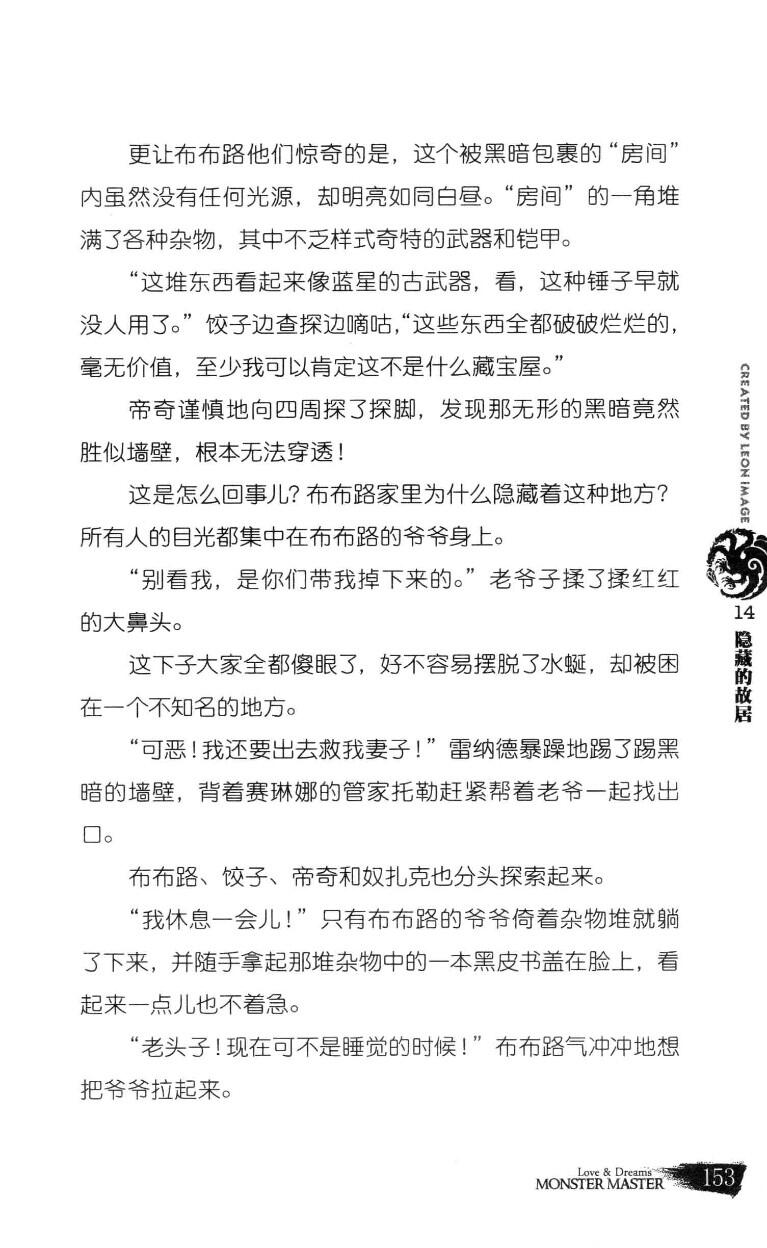 更让布布路他们惊奇的是，这个被黑暗包裹的“房间”
内虽然没有任何光源，却明亮如同白昼。“房间”的一角堆
满了各种杂物，其中不乏样式奇特的武器和铠甲。
“这堆东西看起来像蓝星的古武器，看，这种锤子早就
没人用了。”饺子边查探边嘀咕，“这些东西全都破破烂烂的，
毫无价值，至少我可以肯定这不是什么藏宝屋。”
帝奇谨慎地向四周探了探脚，发现那无形的黑暗竟然
胜似墙壁，根本无法穿透！
这是怎么回事儿？布布路家里为什么隐藏着这种地方？
所有人的目光都集中在布布路的爷爷身上。
“别看我，是你们带我掉下来的。”老爷子揉了揉红红
的大鼻头。
这下子大家全都傻眼了，好不容易摆脱了水蜒，却被困
在一个不知名的地方。
“可恶！我还要出去救我妻子！”雷纳德暴躁地踢了踢黑
暗的墙壁，背着赛琳娜的管家托勒赶紧帮着老爷一起找出
口。
布布路、饺子、帝奇和奴扎克也分头探索起来。
“我休息一会儿！”只有布布路的爷爷倚着杂物堆就躺
了下来，并随手拿起那堆杂物中的一本黑皮书盖在脸上，看
起来一点儿也不着急。
“老头子！现在可不是睡觉的时候！”布布路气冲冲地想
把爷爷拉起来。
CREATED BY LEON IMAGE
14
隐藏的故居
Love & Dreams
MONSTER MASTER
153